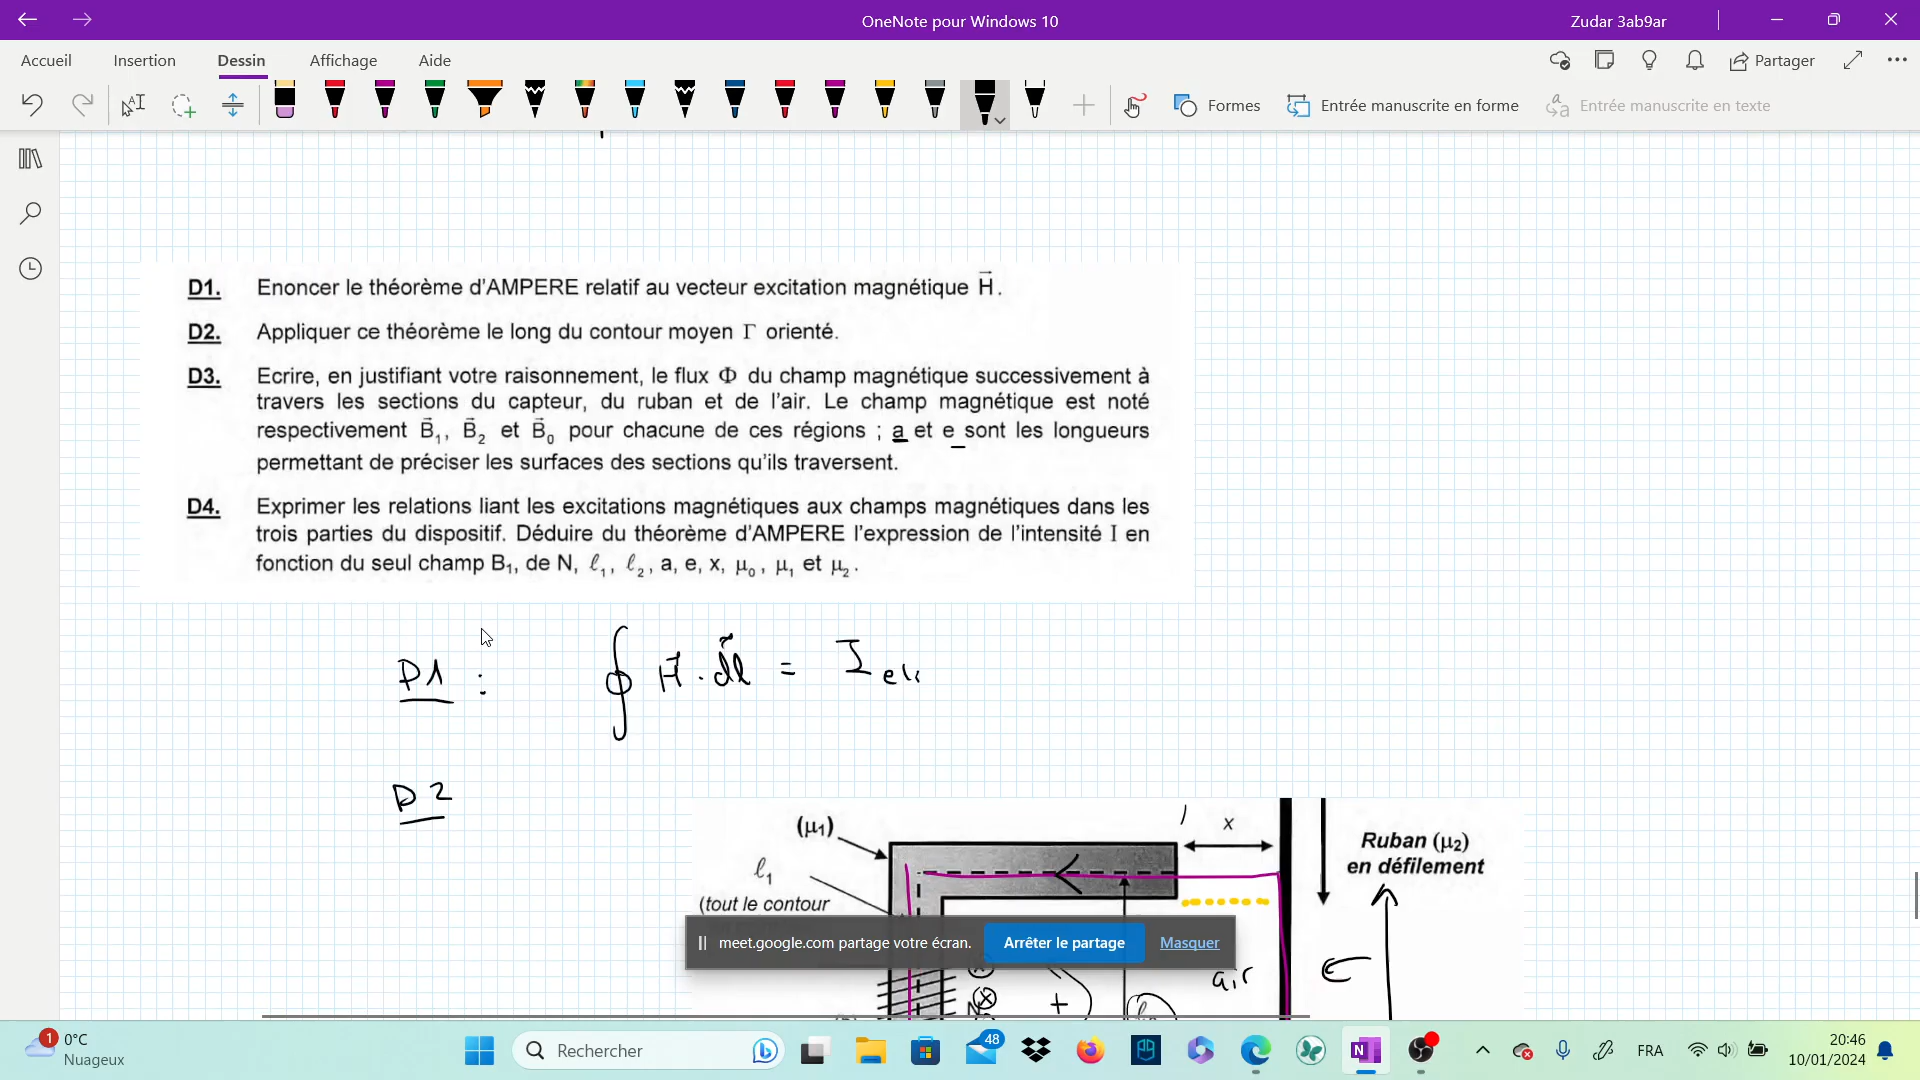 OneNote pour Windows 10
Zudar 3ab9ar
Accueil
Insertion
Dessin
Affichage
Aide
Partager
Formes
Entrée manuscrite en forme
Entrée manuscrite en texte
D1. Enoncer le théorème d'AMPERE relatif au vecteur excitation magnétique H⃗.
D2. Appliquer ce théorème le long du contour moyen Γ orienté.
D3. Ecrire, en justifiant votre raisonnement, le flux Φ du champ magnétique successivement à
travers les sections du capteur, du ruban et de l'air. Le champ magnétique est noté
respectivement B⃗₁, B⃗₂ et B⃗₀ pour chacune de ces régions ; a et e sont les longueurs
permettant de préciser les surfaces des sections qu'ils traversent.
D4. Exprimer les relations liant les excitations magnétiques aux champs magnétiques dans les
trois parties du dispositif. Déduire du théorème d'AMPERE l'expression de l'intensité I en
fonction du seul champ B₁, de N, ℓ₁, ℓ₂, a, e, x, μ₀, μ₁ et μ₂.
D1 : ∮ H⃗ . dl⃗ = I
D2
(μ₁)
x
Ruban (μ₂)
en défilement
ℓ₁
(tout le contour
meet.google.com partage votre écran.
Arrêter le partage
Masquer
air
+
1
0°C
Nuageux
Rechercher
48
FRA
20:46
10/01/2024